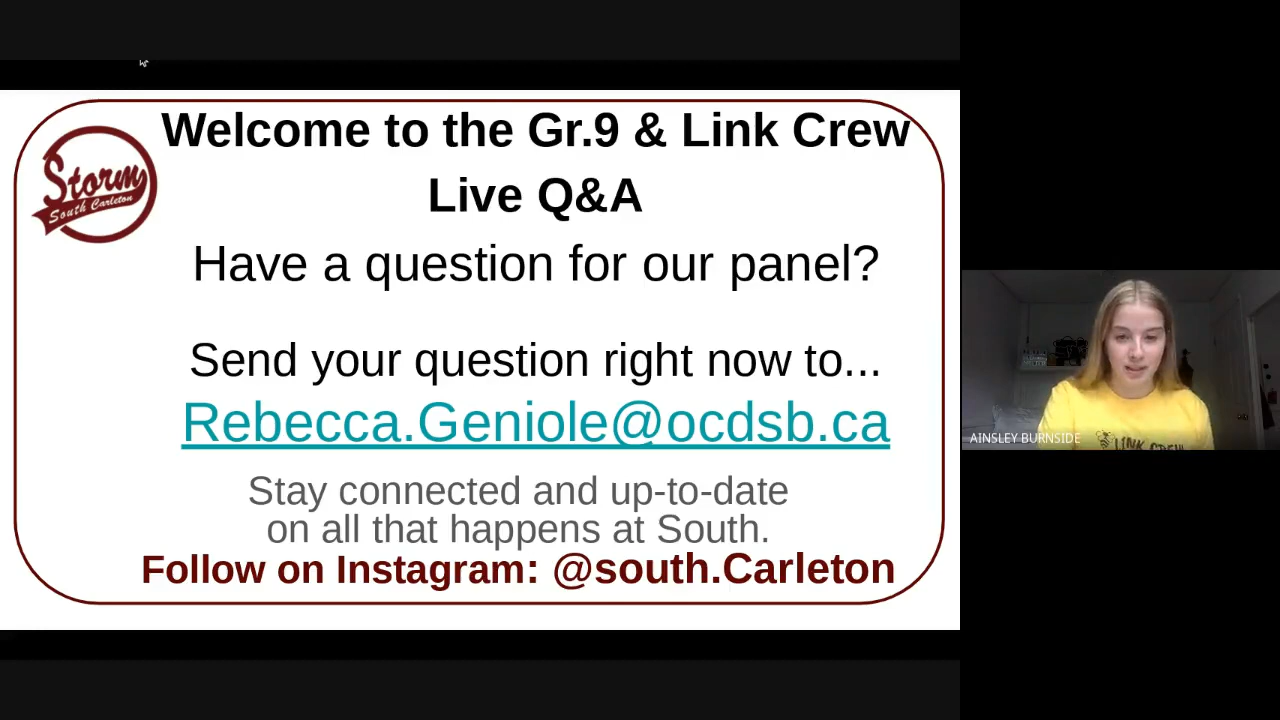 Welcome to the Gr.9 & Link Crew
Live Q&A
Storm
South Carleton
Have a question for our panel?
Send your question right now to...
Rebecca.Geniole@ocdsb.ca
Stay connected and up-to-date
on all that happens at South.
Follow on Instagram: @south.Carleton
AINSLEY BURNSIDE
LINK CREW